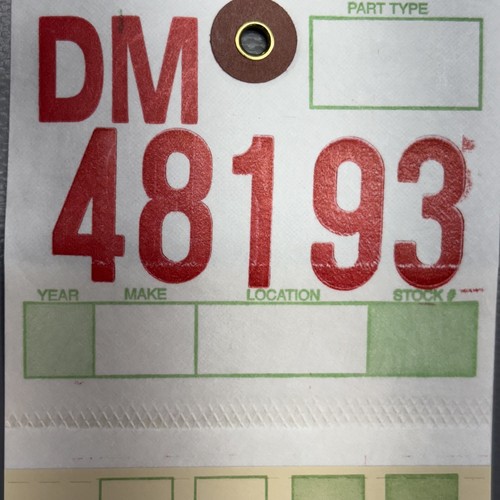 DM
PART TYPE
48193
YEAR MAKE LOCATION STOCK #